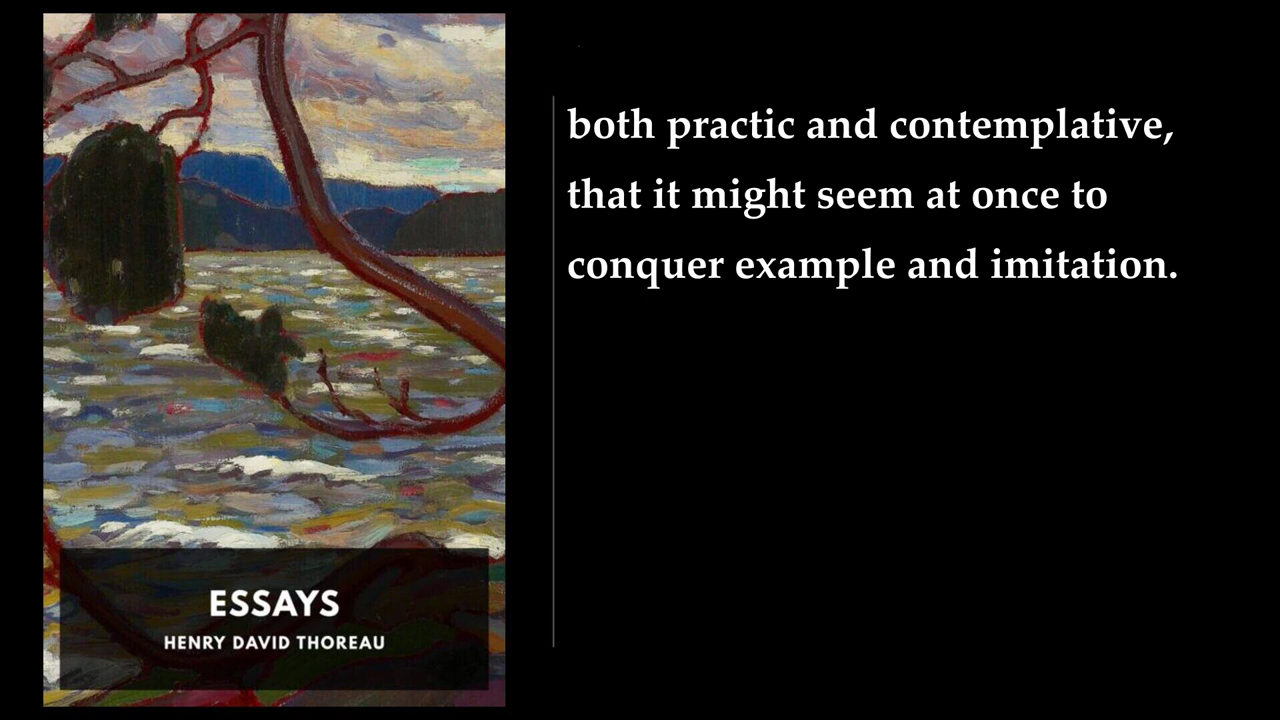 both practic and contemplative,
that it might seem at once to
conquer example and imitation.
ESSAYS
HENRY DAVID THOREAU